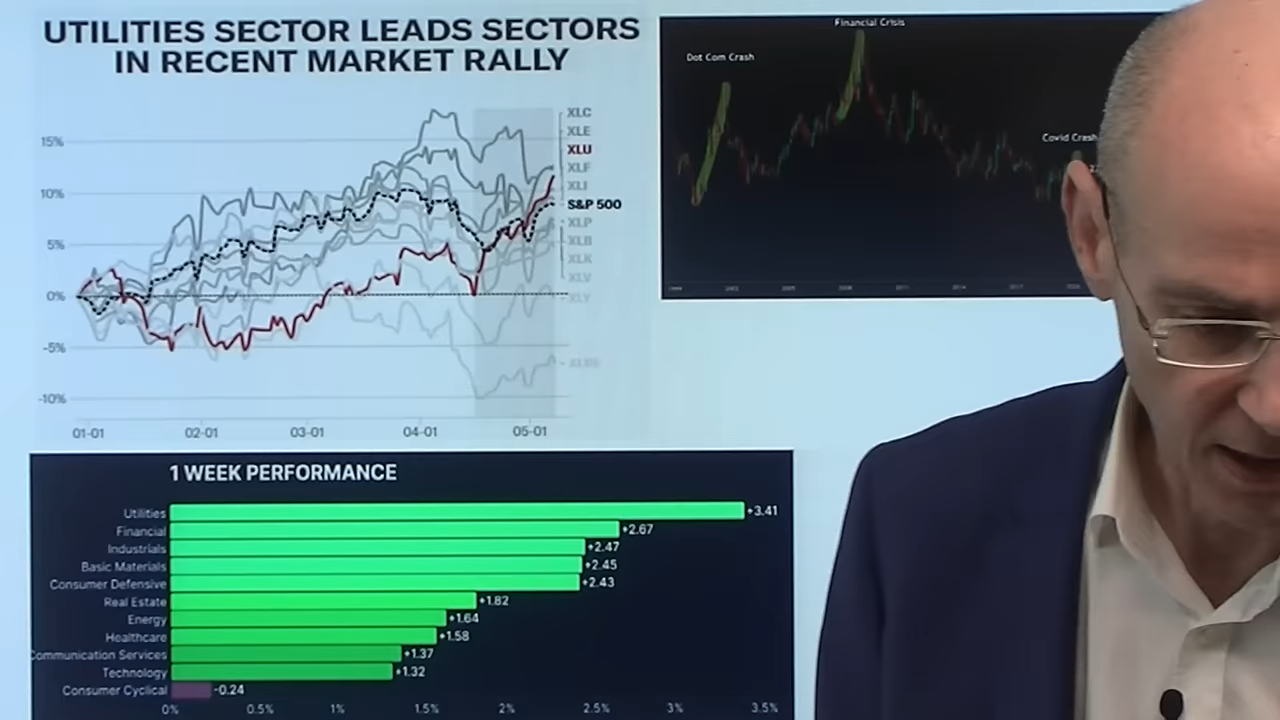 UTILITIES SECTOR LEADS SECTORS
IN RECENT MARKET RALLY
15%
10%
5%
0%
-5%
-10%
XLC
XLE
XLU
XLF
XLI
S&P 500
XLP
XLB
XLK
XLV
XLY
XLRE
01-01
02-01
03-01
04-01
05-01
Financial Crisis
Dot Com Crash
Covid Crash
1 WEEK PERFORMANCE
Utilities +3.41
Financial +2.67
Industrials +2.47
Basic Materials +2.45
Consumer Defensive +2.43
Real Estate +1.82
Energy +1.64
Healthcare +1.58
Communication Services +1.37
Technology +1.32
Consumer Cyclical -0.24
0% 0.5% 1% 1.5% 2% 2.5% 3% 3.5%